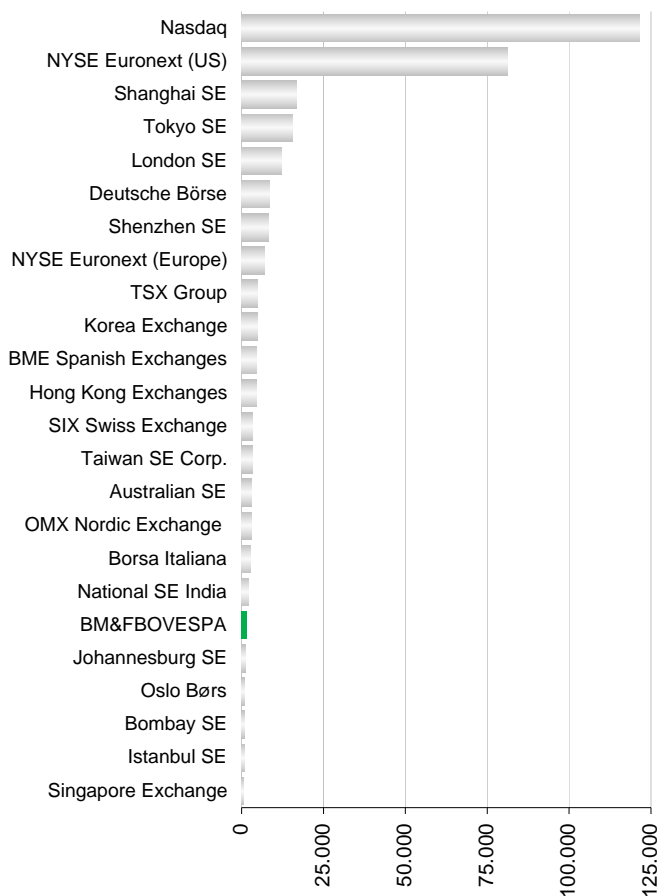 Nasdaq
NYSE Euronext (US)
Shanghai SE
Tokyo SE
London SE
Deutsche Börse
Shenzhen SE
NYSE Euronext (Europe)
TSX Group
Korea Exchange
BME Spanish Exchanges
Hong Kong Exchanges
SIX Swiss Exchange
Taiwan SE Corp.
Australian SE
OMX Nordic Exchange
Borsa Italiana
National SE India
BM&FBOVESPA
Johannesburg SE
Oslo Børs
Bombay SE
Istanbul SE
Singapore Exchange
0
25.000
50.000
75.000
100.000
125.000